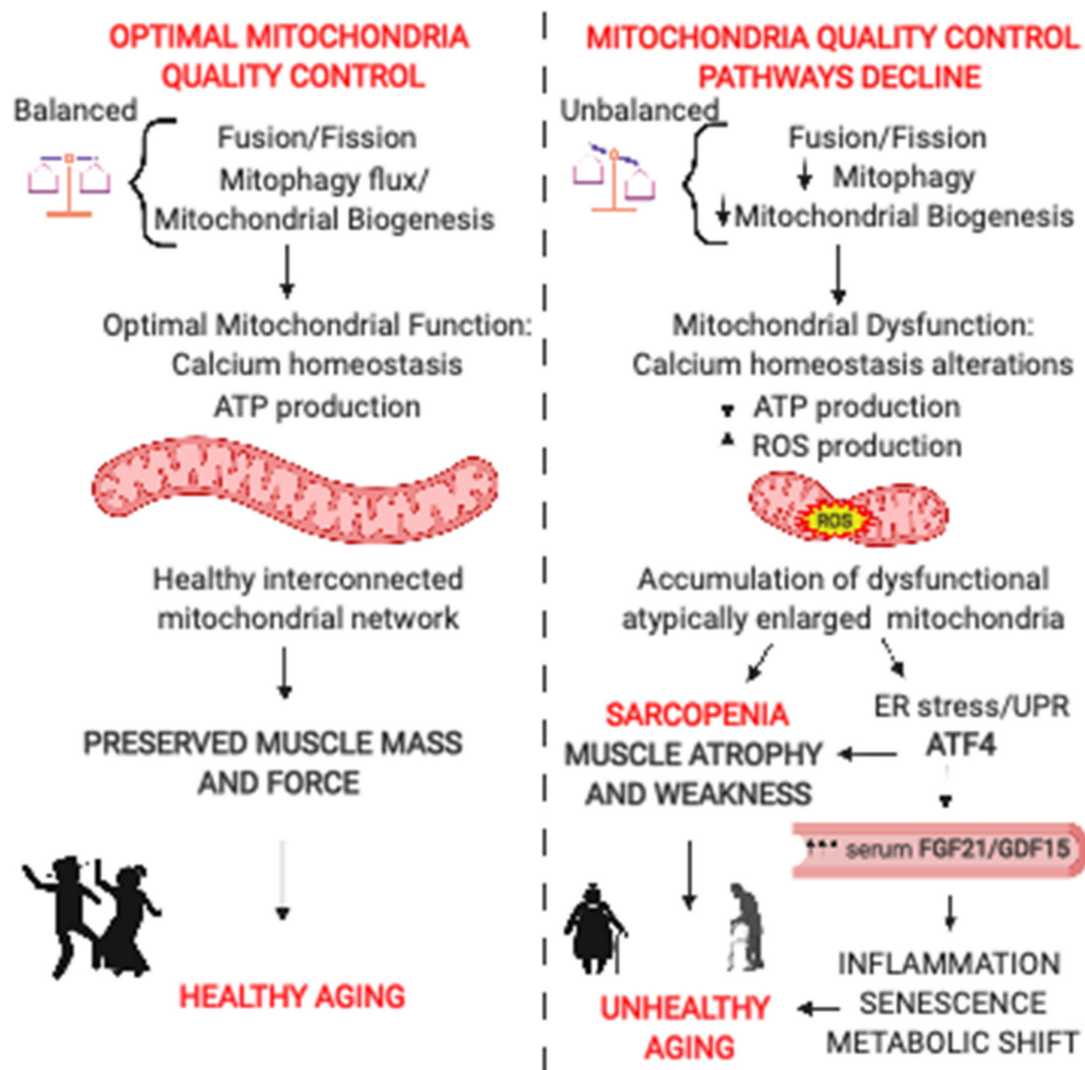 OPTIMAL MITOCHONDRIA
QUALITY CONTROL
Balanced
Fusion/Fission
Mitophagy flux/
Mitochondrial Biogenesis
Optimal Mitochondrial Function:
Calcium homeostasis
ATP production
Healthy interconnected
mitochondrial network
PRESERVED MUSCLE MASS
AND FORCE
HEALTHY AGING
MITOCHONDRIA QUALITY CONTROL
PATHWAYS DECLINE
Unbalanced
Fusion/Fission
Mitophagy
Mitochondrial Biogenesis
Mitochondrial Dysfunction:
Calcium homeostasis alterations
ATP production
ROS production
ROS
Accumulation of dysfunctional
atypically enlarged mitochondria
SARCOPENIA
MUSCLE ATROPHY
AND WEAKNESS
ER stress/UPR
ATF4
serum FGF21/GDF15
INFLAMMATION
SENESCENCE
METABOLIC SHIFT
UNHEALTHY
AGING